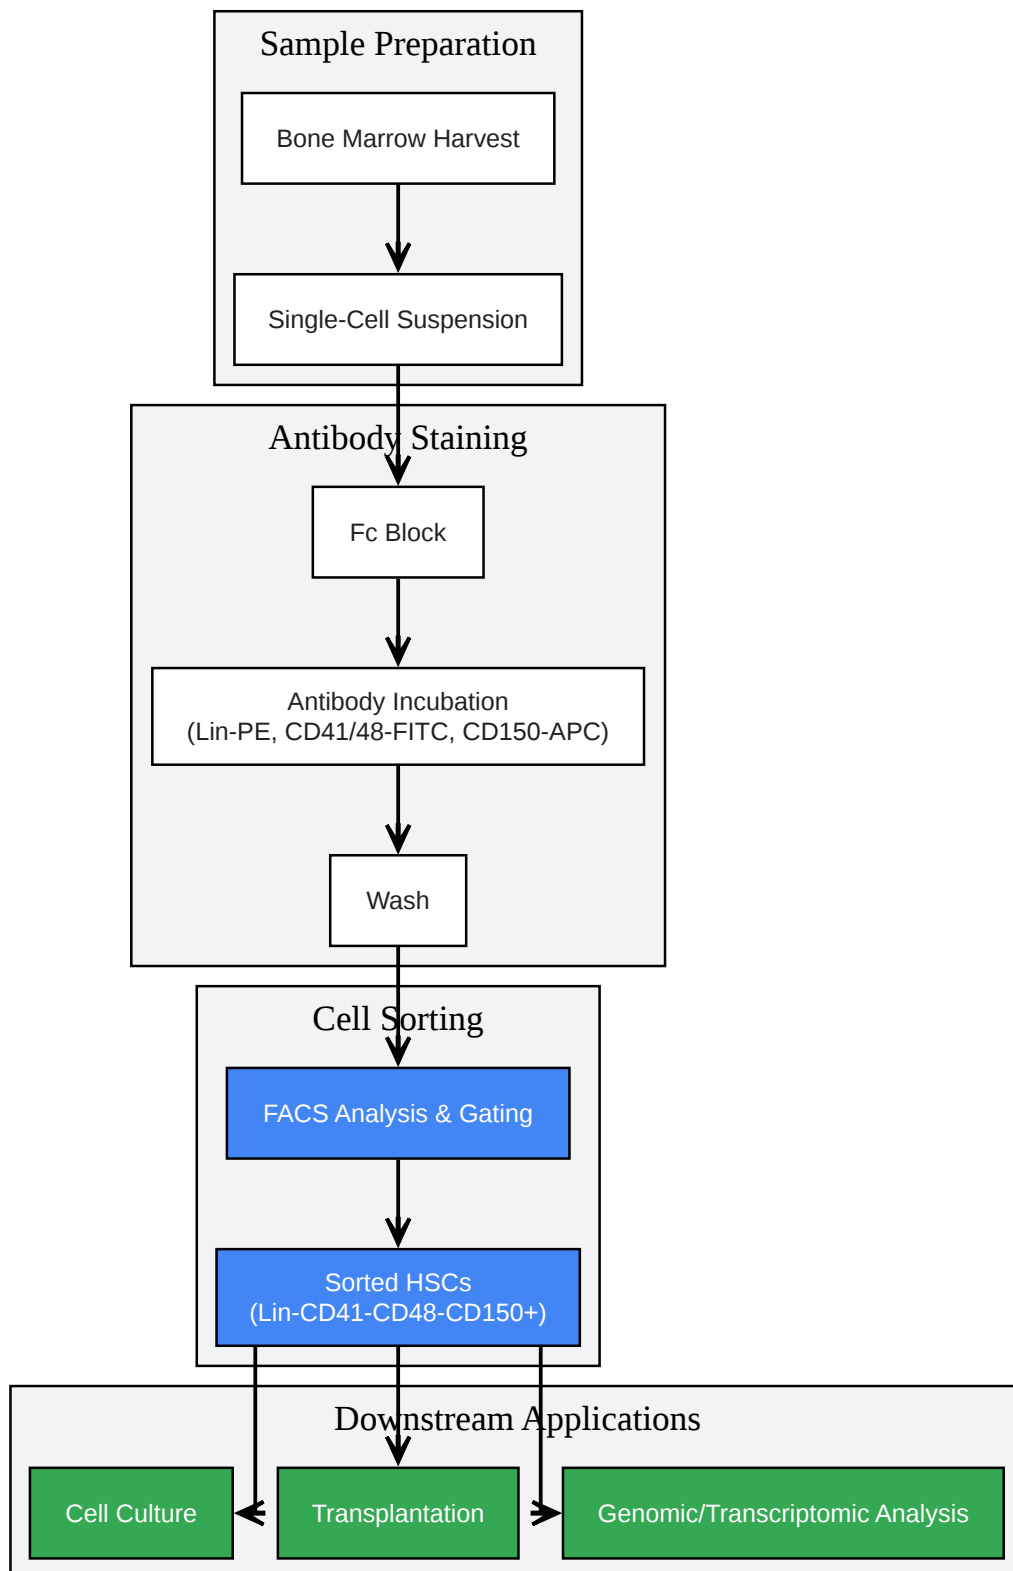 Sample Preparation
Bone Marrow Harvest
Single-Cell Suspension
Antibody Staining
Fc Block
Antibody Incubation
(Lin-PE, CD41/48-FITC, CD150-APC)
Wash
Cell Sorting
FACS Analysis & Gating
Sorted HSCs
(Lin-CD41-CD48-CD150+)
Downstream Applications
Cell Culture
Transplantation
Genomic/Transcriptomic Analysis